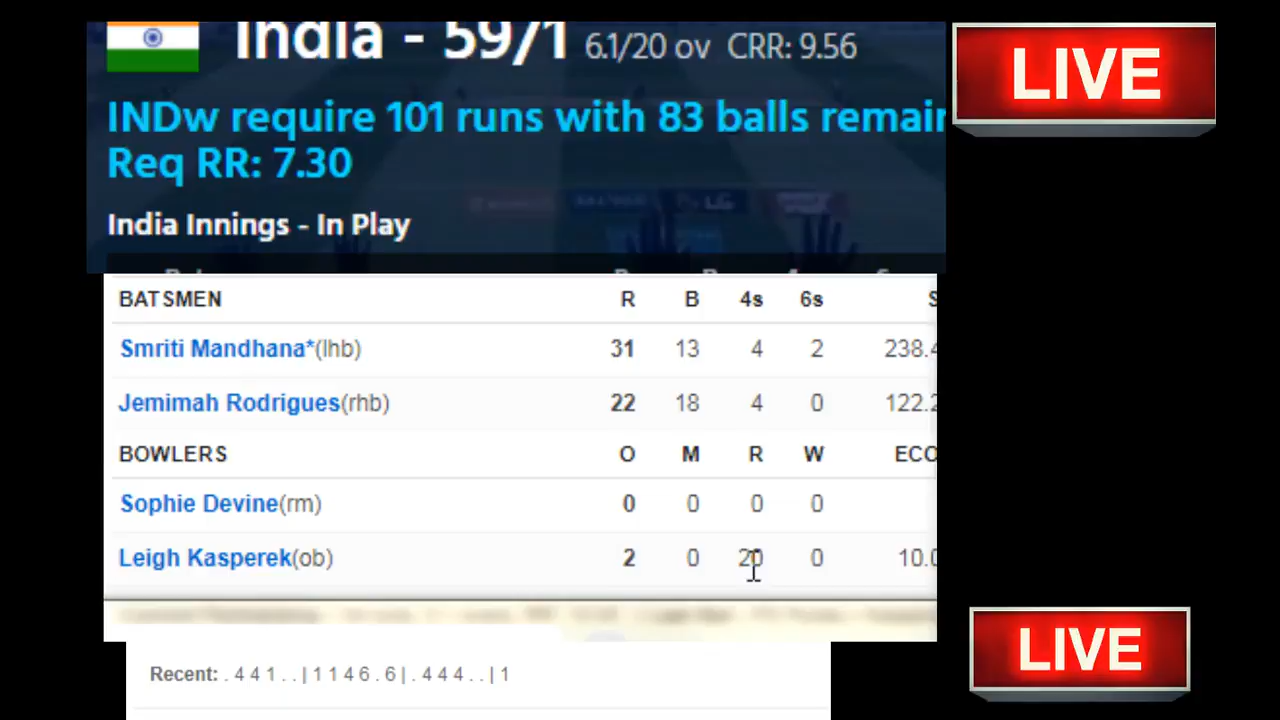 India - 59/1 6.1/20 ov CRR: 9.56
LIVE
INDw require 101 runs with 83 balls remain
Req RR: 7.30
India Innings - In Play
BATSMEN R B 4s 6s S
Smriti Mandhana*(lhb) 31 13 4 2 238.4
Jemimah Rodrigues(rhb) 22 18 4 0 122.2
BOWLERS O M R W ECO
Sophie Devine(rm) 0 0 0 0
Leigh Kasperek(ob) 2 0 20 0 10.0
LIVE
Recent: . 4 4 1 . . | 1 1 4 6 . 6 | . 4 4 4 . . | 1